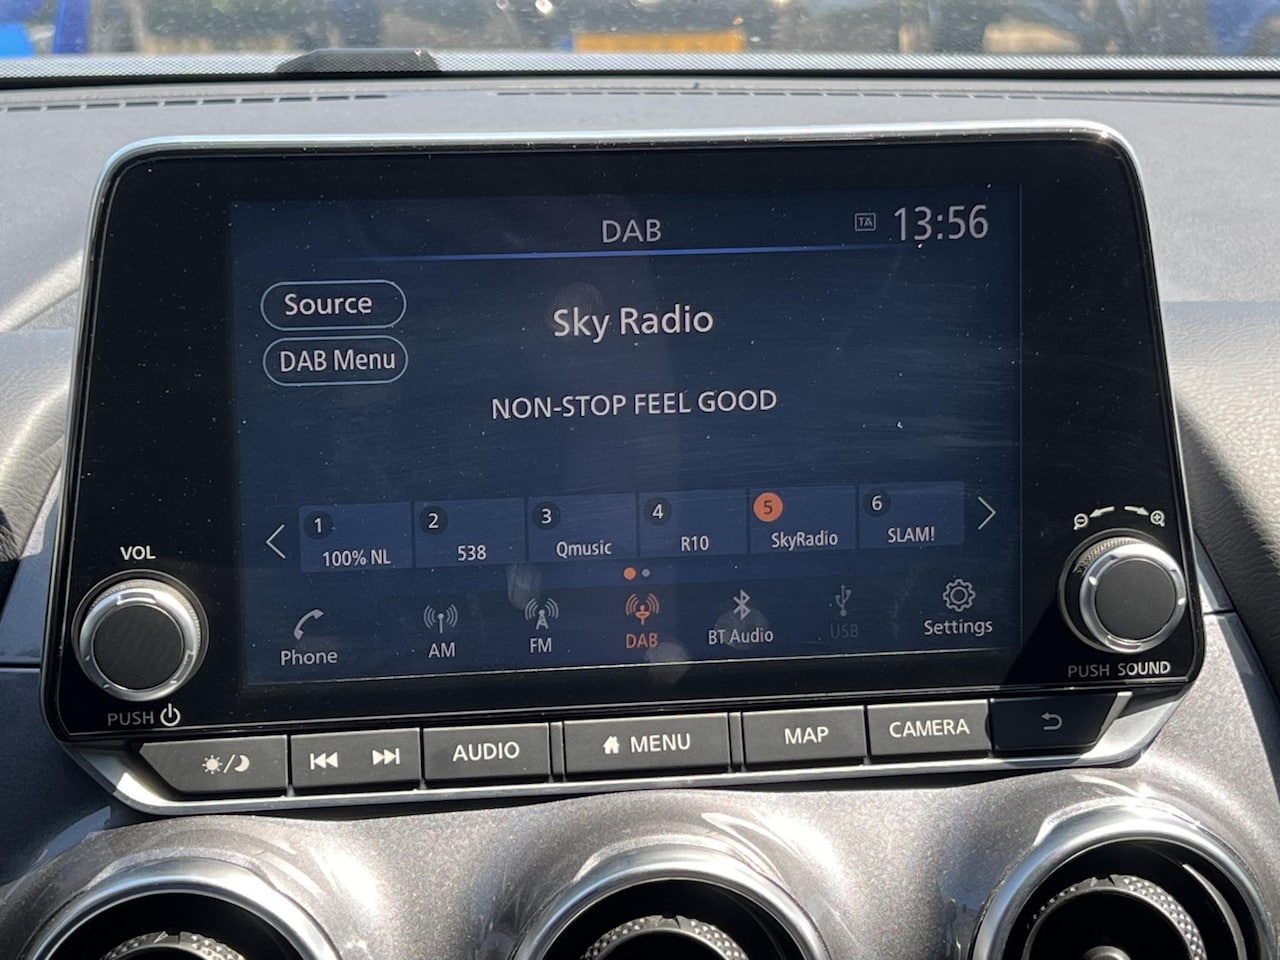 DAB
TA 13:56
Source
Sky Radio
DAB Menu
NON-STOP FEEL GOOD
1 2 3 4 5 6
100% NL 538 Qmusic R10 SkyRadio SLAM!
Phone AM FM DAB BT Audio USB Settings
VOL
PUSH
PUSH SOUND
AUDIO MENU MAP CAMERA